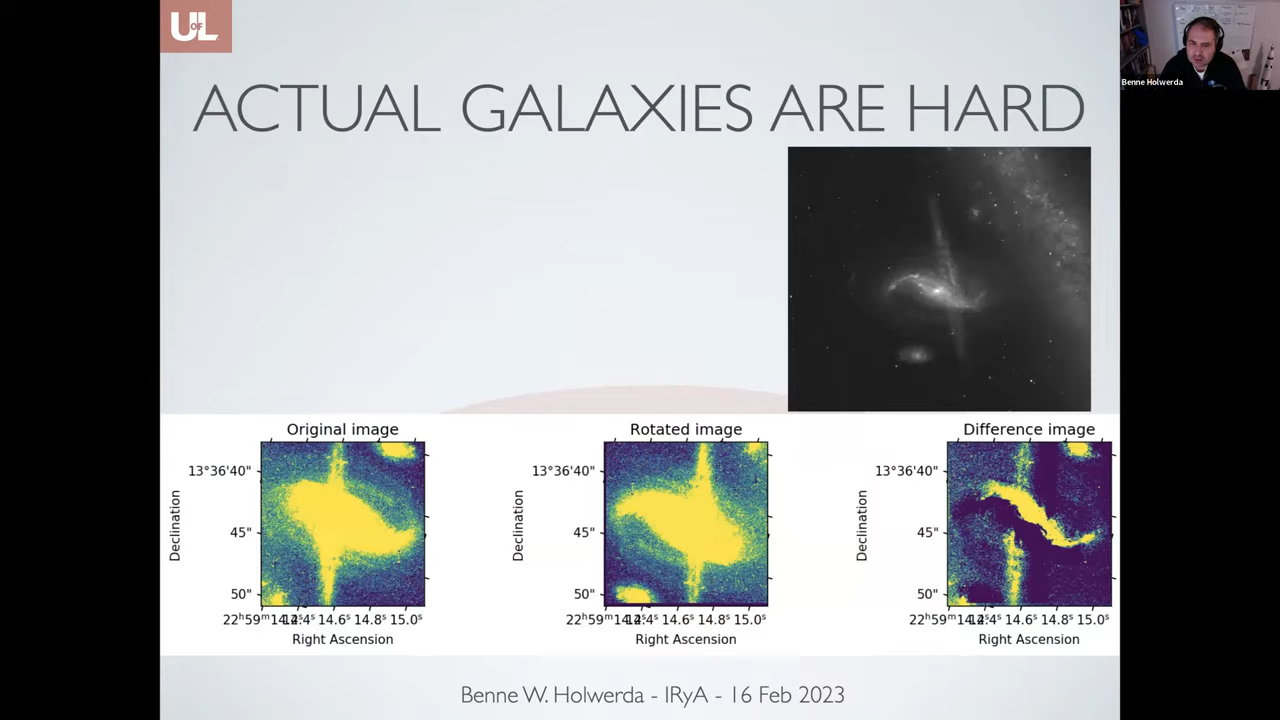 UofL
Benne Holwerda
ACTUAL GALAXIES ARE HARD
Original image
Rotated image
Difference image
13°36'40"
45"
50"
Declination
14.6ˢ 14.8ˢ 15.0ˢ
Right Ascension
13°36'40"
45"
50"
Declination
14.6ˢ 14.8ˢ 15.0ˢ
Right Ascension
13°36'40"
45"
50"
Declination
14.6ˢ 14.8ˢ 15.0ˢ
Right Ascension
Benne W. Holwerda - IRyA - 16 Feb 2023